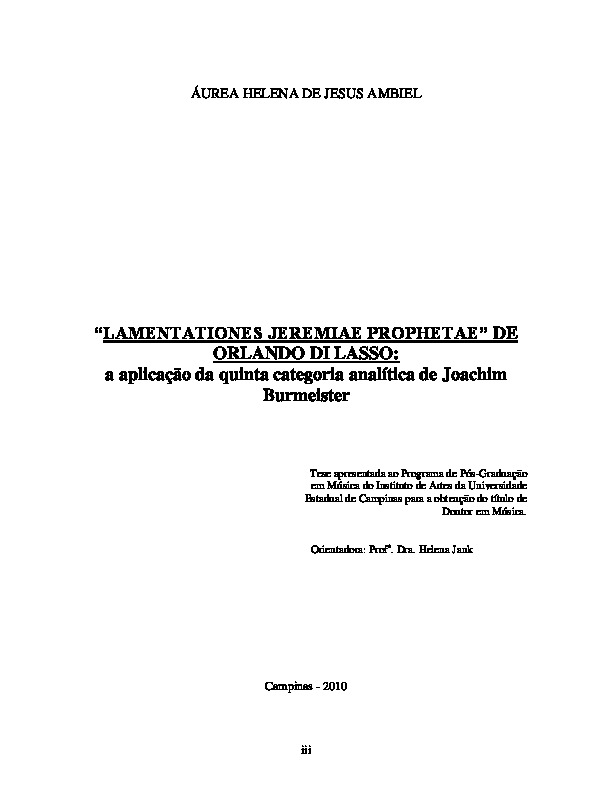 ÁUREA HELENA DE JESUS AMBIEL
“LAMENTATIONES JEREMIAE PROPHETAE” DE
ORLANDO DI LASSO:
a aplicação da quinta categoria analítica de Joachim
Burmeister
Tese apresentada ao Programa de Pós-Graduação
em Música do Instituto de Artes da Universidade
Estadual de Campinas para a obtenção do título de
Doutor em Música.
Orientadora: Profª. Dra. Helena Jank
Campinas - 2010
iii